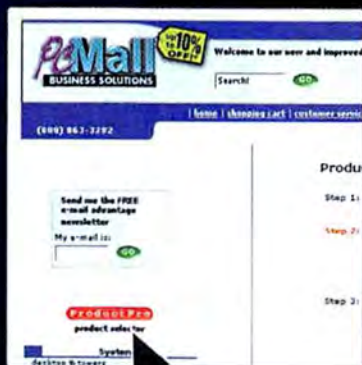 PCMall
BUSINESS SOLUTIONS
up to
10%
OFF!
Welcome to our new and improved
Search!
GO
home | shopping cart | customer servic
(800) 863-3282
Produ
Send me the FREE
e-mail advantage
newsletter
My e-mail is:
GO
Step 1:
Step 2:
Step 3:
ProductPro
product selector
System
desktop & towers